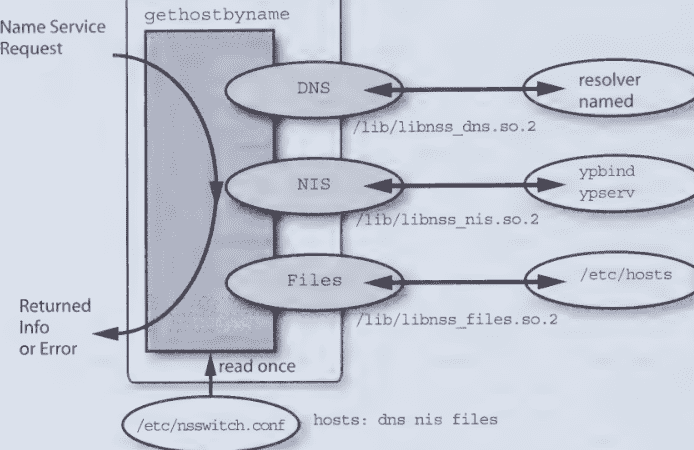 gethostbyname
Name Service
Request
DNS
resolver
named
/lib/libnss_dns.so.2
NIS
ypbind
ypserv
/lib/libnss_nis.so.2
Files
/etc/hosts
/lib/libnss_files.so.2
Returned
Info
or Error
read once
/etc/nsswitch.conf
hosts: dns nis files